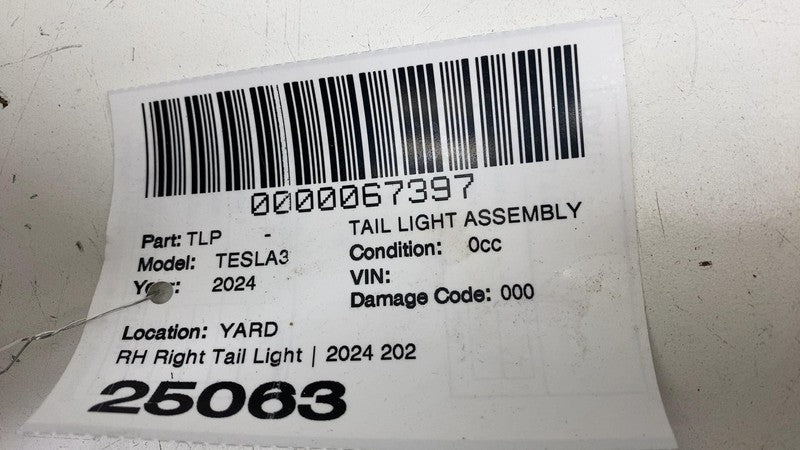 0000067397
Part: TLP - TAIL LIGHT ASSEMBLY
Model: TESLA3 Condition: 0cc
Year: 2024 VIN:
Damage Code: 000
Location: YARD
RH Right Tail Light | 2024 202
25063